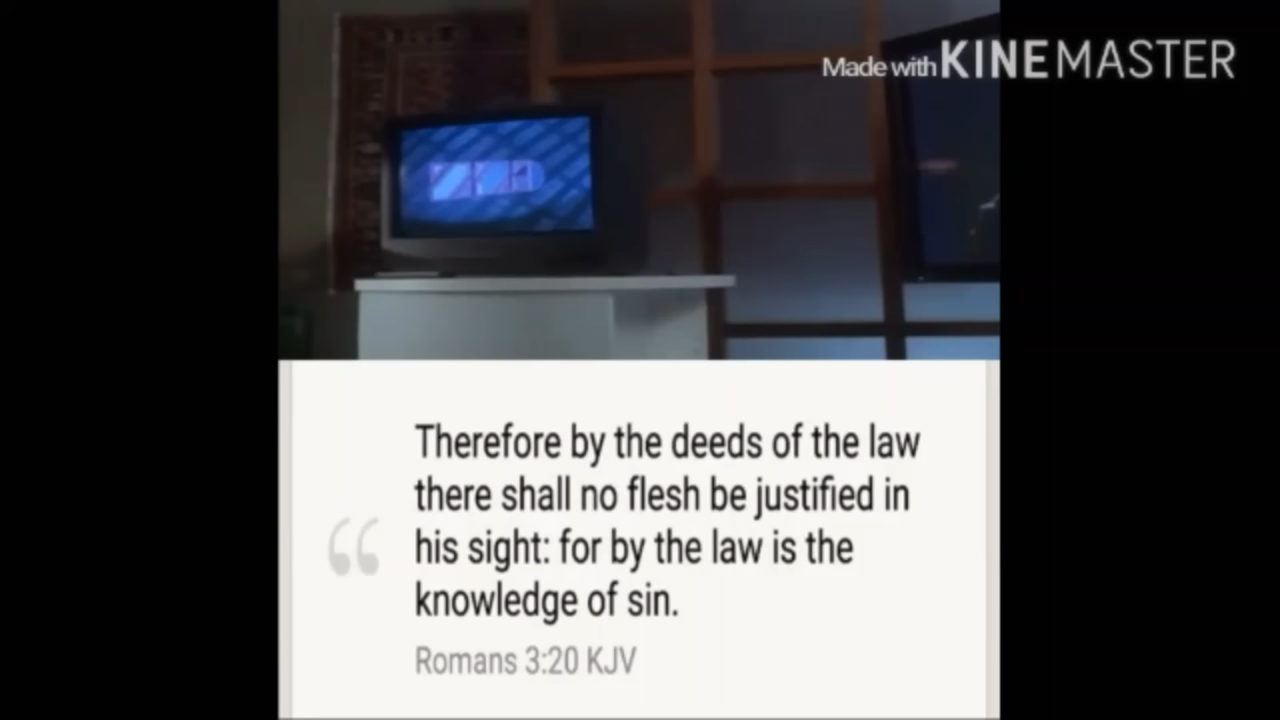 Made with KINEMASTER
Therefore by the deeds of the law
there shall no flesh be justified in
his sight: for by the law is the
knowledge of sin.
Romans 3:20 KJV